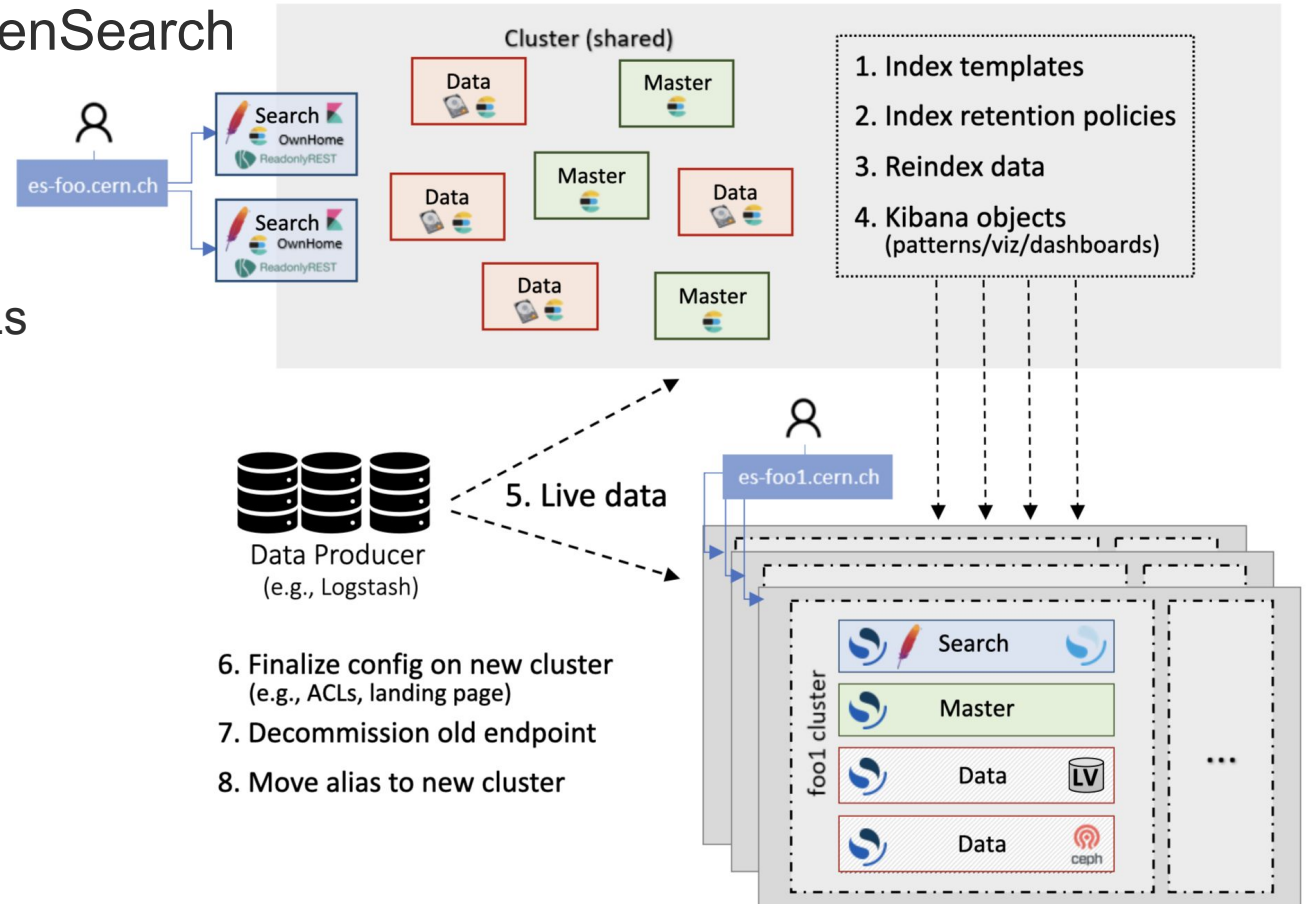 enSearch
Cluster (shared)
es-foo.cern.ch
Search
OwnHome
ReadonlyREST
Search
OwnHome
ReadonlyREST
Data
Master
Data
Master
Data
Data
Master
1. Index templates
2. Index retention policies
3. Reindex data
4. Kibana objects
(patterns/viz/dashboards)
Data Producer
(e.g., Logstash)
5. Live data
es-foo1.cern.ch
6. Finalize config on new cluster
(e.g., ACLs, landing page)
7. Decommission old endpoint
8. Move alias to new cluster
foo1 cluster
Search
Master
Data
LV
Data
ceph
...